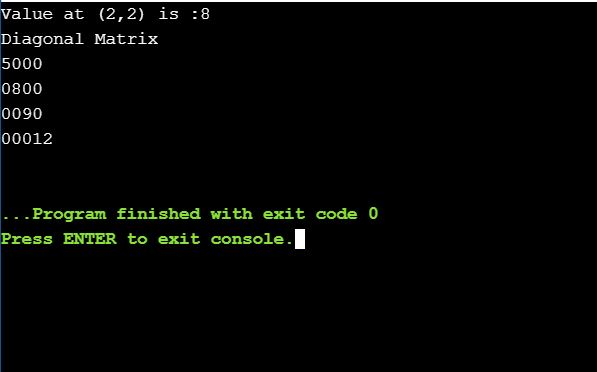 Value at (2,2) is :8
Diagonal Matrix
5000
0800
0090
00012
...Program finished with exit code 0
Press ENTER to exit console.